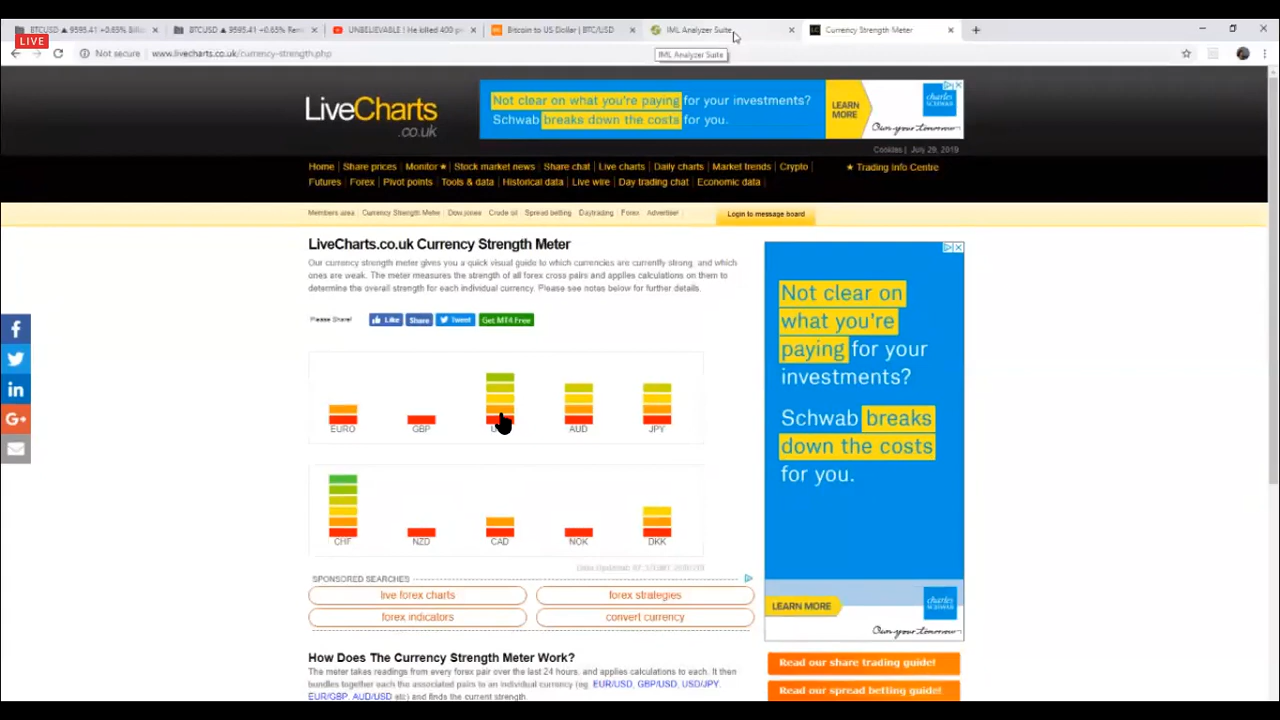 BTCUSD ▲ 9595.41 +0.65%
BTCUSD ▲ 9595.41 +0.65%
UNBELIEVABLE ! He killed 400 p
Bitcoin to US Dollar | BTC/USD
IML Analyzer Suite
Currency Strength Meter
LIVE
Not secure
www.livecharts.co.uk/currency-strength.php
IML Analyzer Suite
LiveCharts
.co.uk
Not clear on what you're paying for your investments?
Schwab breaks down the costs for you.
LEARN
MORE
charles
SCHWAB
Own your tomorrow
Cookies | July 29, 2019
Home Share prices Monitor ★ Stock market news Share chat Live charts Daily charts Market trends Crypto
★ Trading Info Centre
Futures Forex Pivot points Tools & data Historical data Live wire Day trading chat Economic data
Members area Currency Strength Meter Dow jones Crude oil Spread betting Daytrading Forex Advertise!
Login to message board
LiveCharts.co.uk Currency Strength Meter
Our currency strength meter gives you a quick visual guide to which currencies are currently strong, and which
ones are weak. The meter measures the strength of all forex cross pairs and applies calculations on them to
determine the overall strength for each individual currency. Please see notes below for further details.
Please Share!
Like
Share
Tweet
Get MT4 Free
EURO GBP AUD JPY
CHF NZD CAD NOK DKK
SPONSORED SEARCHES
live forex charts
forex strategies
forex indicators
convert currency
How Does The Currency Strength Meter Work?
The meter takes readings from every forex pair over the last 24 hours, and applies calculations to each. It then
bundles together the associated pairs to an individual currency (eg. EUR/USD, GBP/USD, USD/JPY,
EUR/GBP, AUD/USD etc) and finds the current strength.
Not clear on
what you're
paying for your
investments?
Schwab breaks
down the costs
for you.
LEARN MORE
charles
SCHWAB
Own your tomorrow
Read our share trading guide!
Read our spread betting guide!